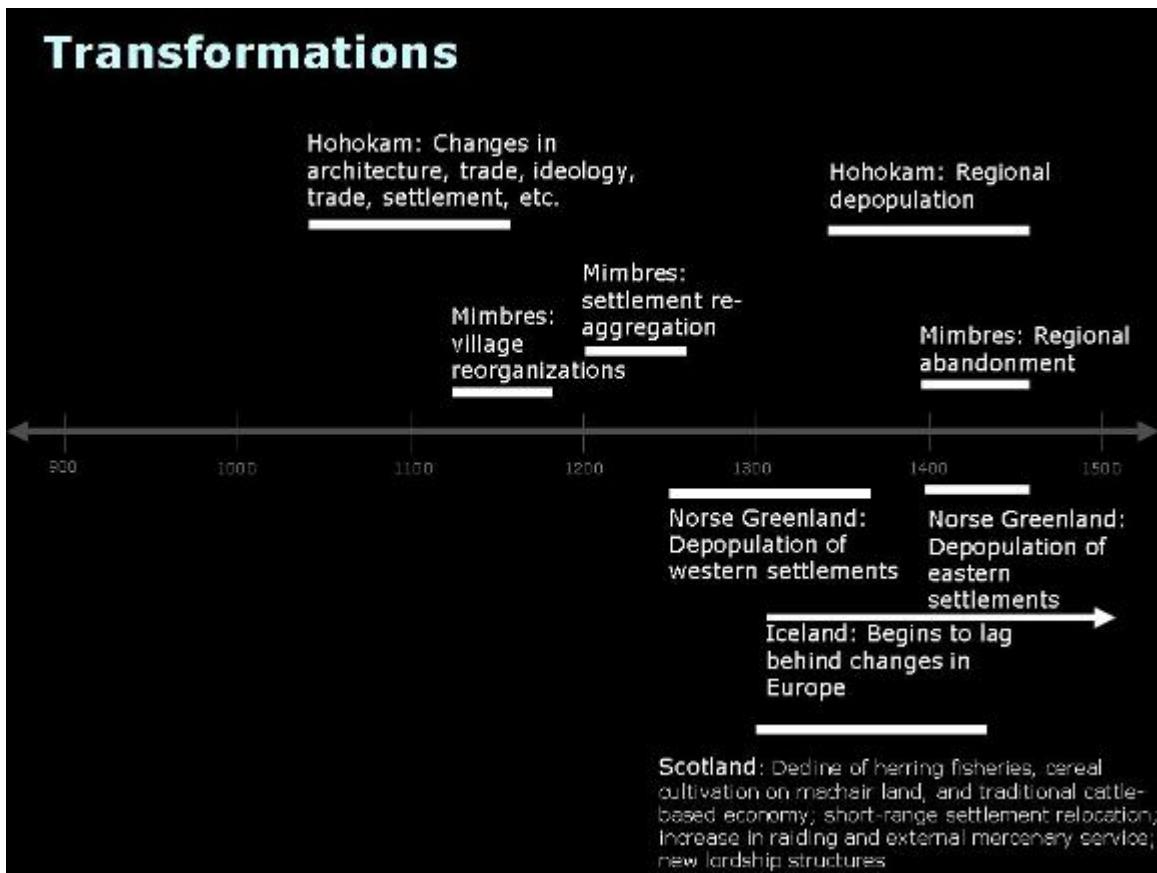 Transformations
Hohokam: Changes in
architecture, trade, ideology,
trade, settlement, etc.
Hohokam: Regional
depopulation
Mimbres:
settlement re-
aggregation
Mimbres:
village
reorganizations
Mimbres: Regional
abandonment
900 1000 1100 1200 1300 1400 1500
Norse Greenland:
Depopulation of
western settlements
Norse Greenland:
Depopulation of
eastern
settlements
Iceland: Begins to lag
behind changes in
Europe
Scotland: Decline of herring fisheries, cereal
cultivation on machair land, and traditional cattle-
based economy; short-range settlement relocation;
increase in raiding and external mercenary service;
new lordship structures